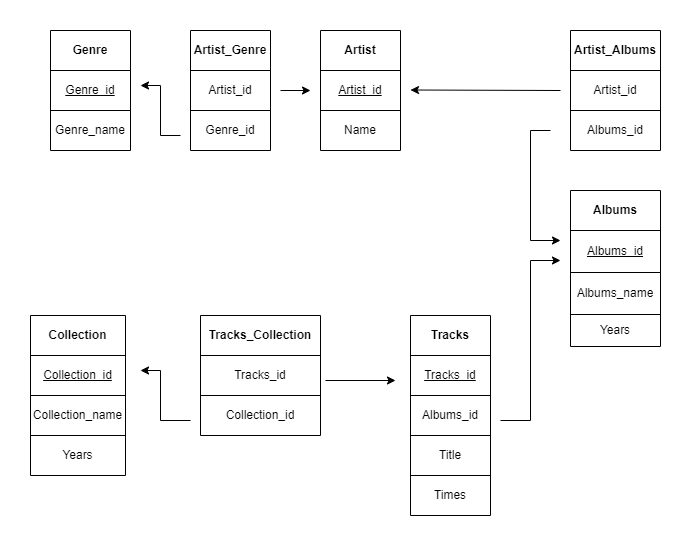 Genre
Genre_id
Genre_name
Artist_Genre
Artist_id
Genre_id
Artist
Artist_id
Name
Artist_Albums
Artist_id
Albums_id
Albums
Albums_id
Albums_name
Years
Collection
Collection_id
Collection_name
Years
Tracks_Collection
Tracks_id
Collection_id
Tracks
Tracks_id
Albums_id
Title
Times